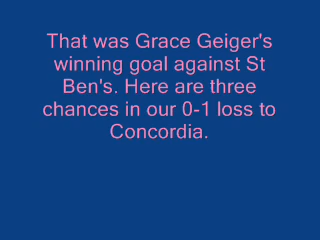 That was Grace Geiger's
winning goal against St
Ben's. Here are three
chances in our 0-1 loss to
Concordia.